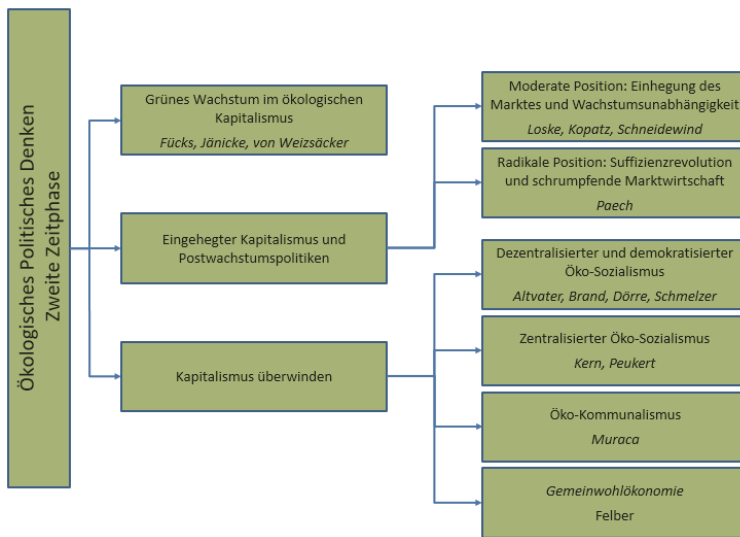 Ökologisches Politisches Denken
Zweite Zeitphase
Grünes Wachstum im ökologischen
Kapitalismus
Fücks, Jänicke, von Weizsäcker
Eingehegter Kapitalismus und
Postwachstumspolitiken
Kapitalismus überwinden
Moderate Position: Einhegung des
Marktes und Wachstumsunabhängigkeit
Loske, Kopatz, Schneidewind
Radikale Position: Suffizienzrevolution
und schrumpfende Marktwirtschaft
Paech
Dezentralisierter und demokratisierter
Öko-Sozialismus
Altvater, Brand, Dörre, Schmelzer
Zentralisierter Öko-Sozialismus
Kern, Peukert
Öko-Kommunalismus
Muraca
Gemeinwohlökonomie
Felber